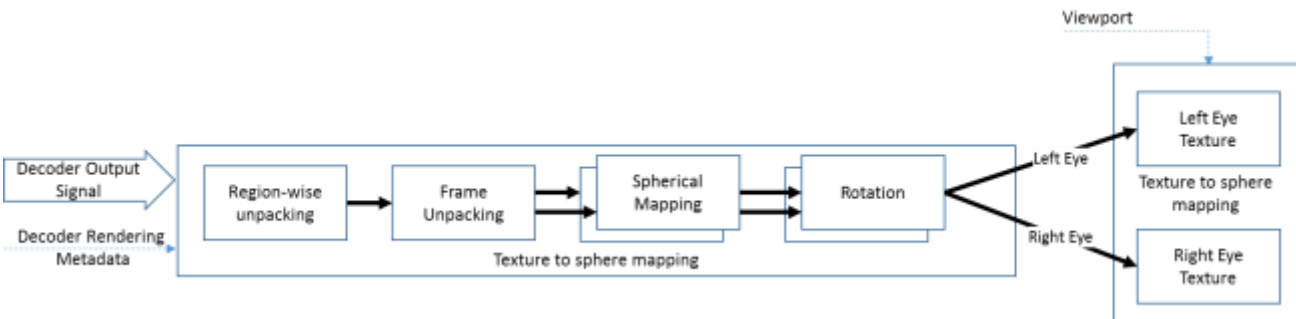 Viewport
Decoder Output
Signal
Decoder Rendering
Metadata
Region-wise
unpacking
Frame
Unpacking
Spherical
Mapping
Rotation
Texture to sphere mapping
Left Eye
Right Eye
Left Eye
Texture
Texture to sphere
mapping
Right Eye
Texture